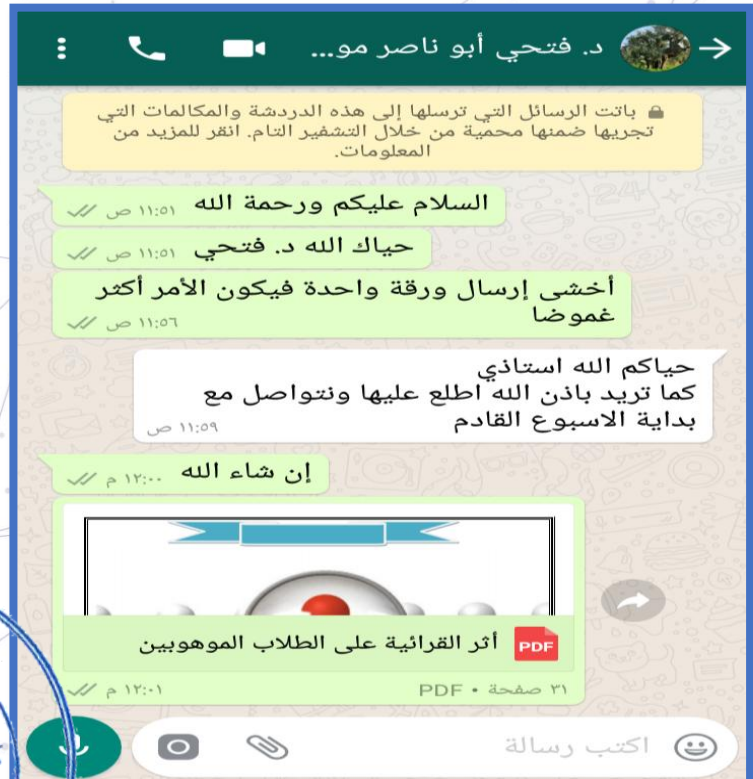 د. فتحي أبو ناصر مو...
باتت الرسائل التي ترسلها إلى هذه الدردشة والمكالمات التي
تجريها ضمنها محمية من خلال التشفير التام. انقر للمزيد من
المعلومات.
السلام عليكم ورحمة الله ١١:٥١ ص
حياك الله د. فتحي ١١:٥١ ص
أخشى إرسال ورقة واحدة فيكون الأمر أكثر
غموضا
١١:٥٦ ص
حياكم الله استاذي
كما تريد باذن الله اطلع عليها ونتواصل مع
بداية الاسبوع القادم
١١:٥٩ ص
إن شاء الله ١٢:٠٠ م
PDF أثر القرائية على الطلاب الموهوبين
٣١ صفحة • PDF ١٢:٠١ م
اكتب رسالة